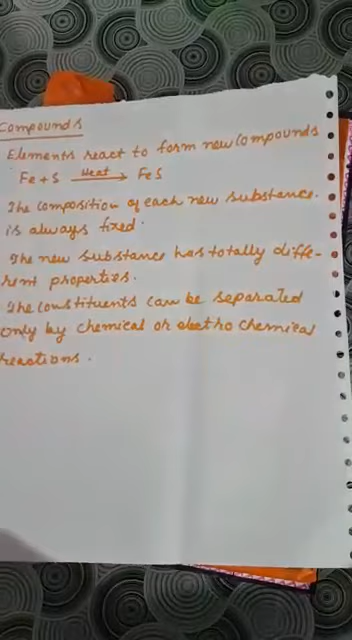 Compounds
Elements react to form new Compounds
Fe + S Heat → FeS
The composition of each new substance
is always fixed.
The new substance has totally diffe-
rent properties.
The constituents can be separated
only by chemical or electro chemical
reactions.